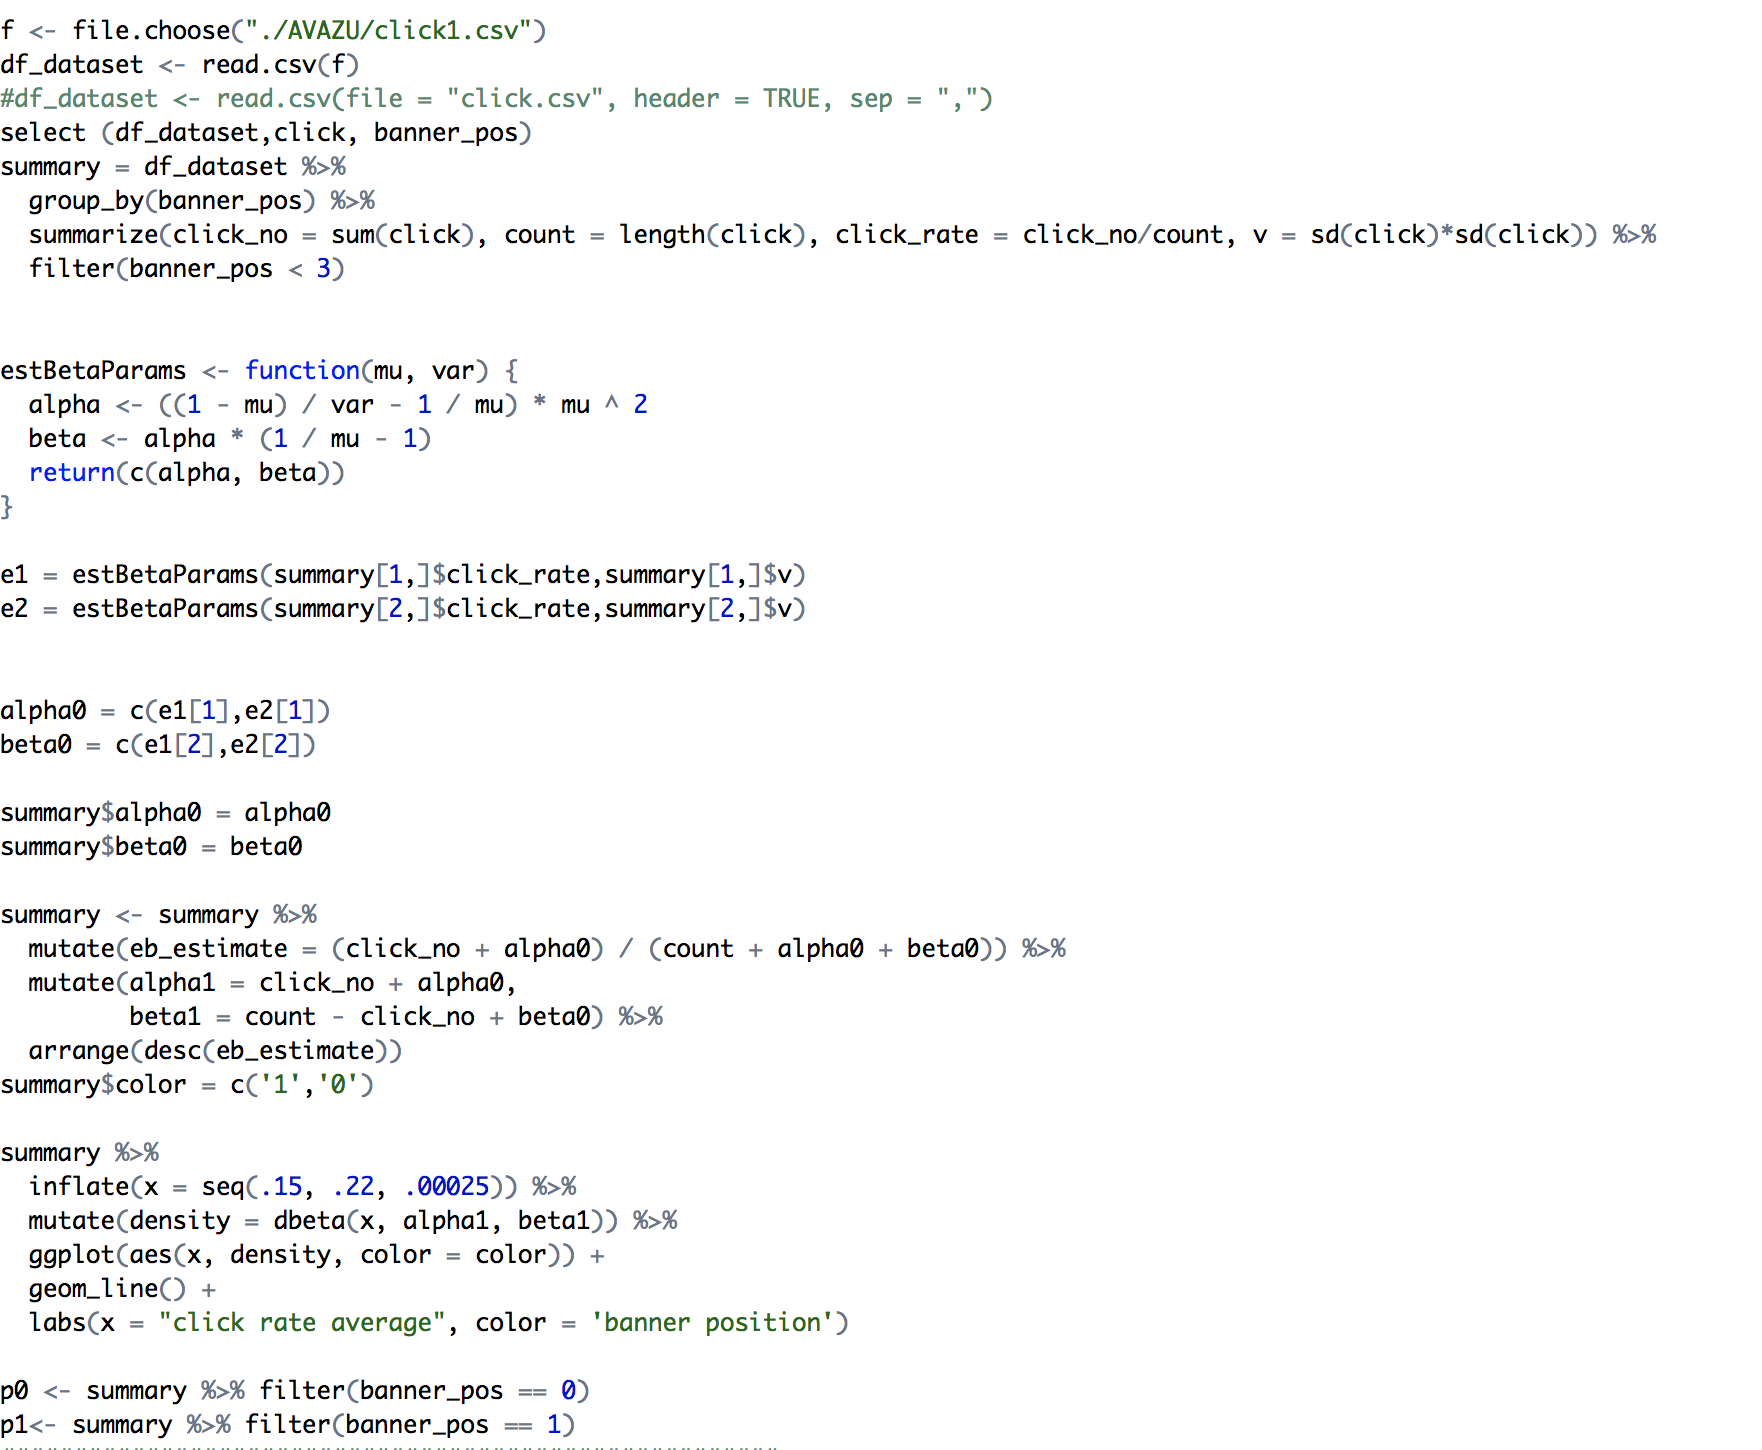 f <- file.choose("./AVAZU/click1.csv")
df_dataset <- read.csv(f)
#df_dataset <- read.csv(file = "click.csv", header = TRUE, sep = ",")
select (df_dataset,click, banner_pos)
summary = df_dataset %>%
  group_by(banner_pos) %>%
  summarize(click_no = sum(click), count = length(click), click_rate = click_no/count, v = sd(click)*sd(click)) %>%
  filter(banner_pos < 3)


estBetaParams <- function(mu, var) {
  alpha <- ((1 - mu) / var - 1 / mu) * mu ^ 2
  beta <- alpha * (1 / mu - 1)
  return(c(alpha, beta))
}

e1 = estBetaParams(summary[1,]$click_rate,summary[1,]$v)
e2 = estBetaParams(summary[2,]$click_rate,summary[2,]$v)


alpha0 = c(e1[1],e2[1])
beta0 = c(e1[2],e2[2])

summary$alpha0 = alpha0
summary$beta0 = beta0

summary <- summary %>%
  mutate(eb_estimate = (click_no + alpha0) / (count + alpha0 + beta0)) %>%
  mutate(alpha1 = click_no + alpha0,
         beta1 = count - click_no + beta0) %>%
  arrange(desc(eb_estimate))
summary$color = c('1','0')

summary %>%
  inflate(x = seq(.15, .22, .00025)) %>%
  mutate(density = dbeta(x, alpha1, beta1)) %>%
  ggplot(aes(x, density, color = color)) +
  geom_line() +
  labs(x = "click rate average", color = 'banner position')

p0 <- summary %>% filter(banner_pos == 0)
p1<- summary %>% filter(banner_pos == 1)